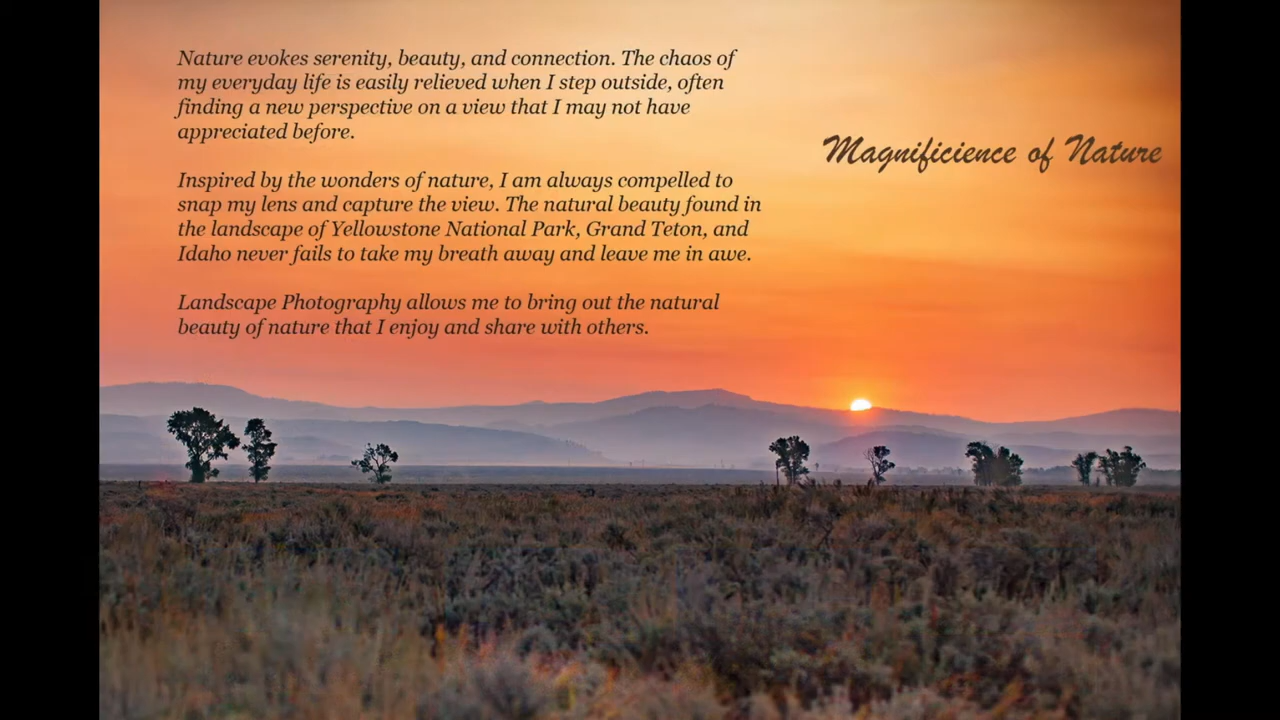 Nature evokes serenity, beauty, and connection. The chaos of
my everyday life is easily relieved when I step outside, often
finding a new perspective on a view that I may not have
appreciated before.
Inspired by the wonders of nature, I am always compelled to
snap my lens and capture the view. The natural beauty found in
the landscape of Yellowstone National Park, Grand Teton, and
Idaho never fails to take my breath away and leave me in awe.
Landscape Photography allows me to bring out the natural
beauty of nature that I enjoy and share with others.
Magnificience of Nature